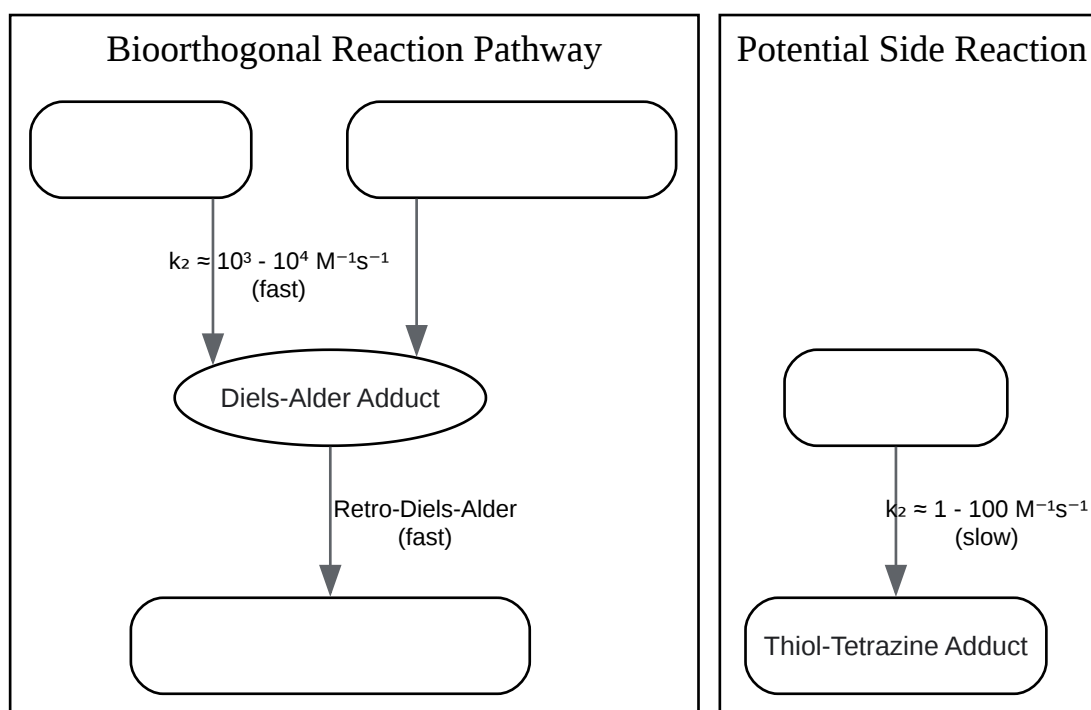 Bioorthogonal Reaction Pathway
Potential Side Reaction
k₂ ≈ 10³ - 10⁴ M⁻¹s⁻¹
(fast)
Diels-Alder Adduct
Retro-Diels-Alder
(fast)
k₂ ≈ 1 - 100 M⁻¹s⁻¹
(slow)
Thiol-Tetrazine Adduct